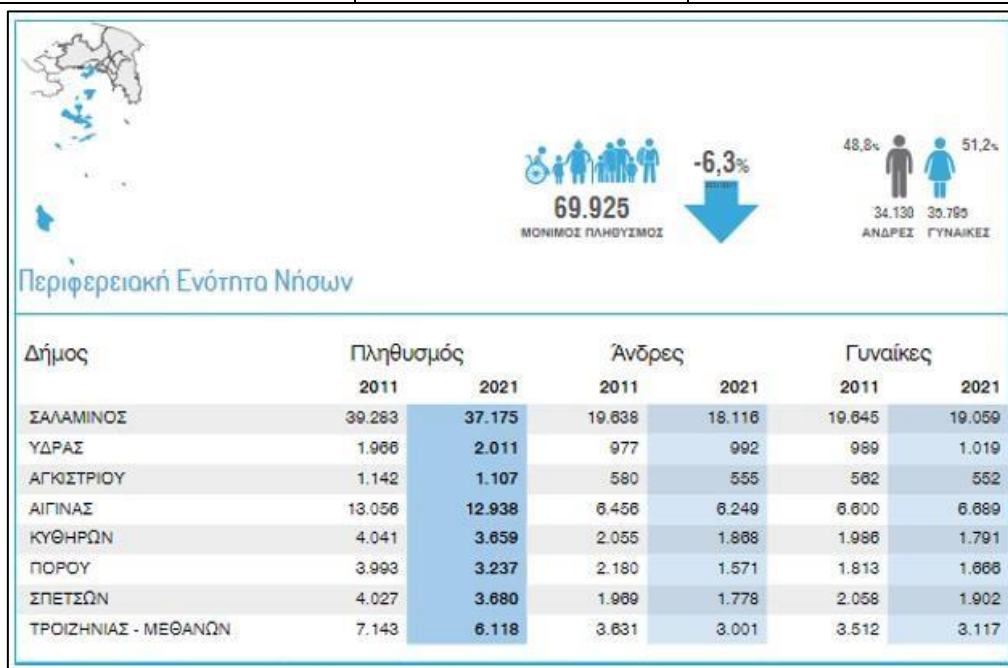 48,8% 51,2%
-6,3%
69.925
ΜΟΝΙΜΟΣ ΠΛΗΘΥΣΜΟΣ
34.130 35.795
ΑΝΔΡΕΣ ΓΥΝΑΙΚΕΣ
Περιφερειακή Ενότητα Νήσων
Δήμος Πληθυσμός Άνδρες Γυναίκες
2011 2021 2011 2021 2011 2021
ΣΑΛΑΜΙΝΟΣ 39.283 37.175 19.638 18.116 19.645 19.059
ΥΔΡΑΣ 1.966 2.011 977 992 989 1.019
ΑΓΚΙΣΤΡΙΟΥ 1.142 1.107 580 555 562 552
ΑΙΓΙΝΑΣ 13.056 12.938 6.456 6.249 6.600 6.689
ΚΥΘΗΡΩΝ 4.041 3.659 2.055 1.868 1.986 1.791
ΠΟΡΟΥ 3.993 3.237 2.180 1.571 1.813 1.666
ΣΠΕΤΣΩΝ 4.027 3.680 1.969 1.778 2.058 1.902
ΤΡΟΙΖΗΝΙΑΣ - ΜΕΘΑΝΩΝ 7.143 6.118 3.631 3.001 3.512 3.117